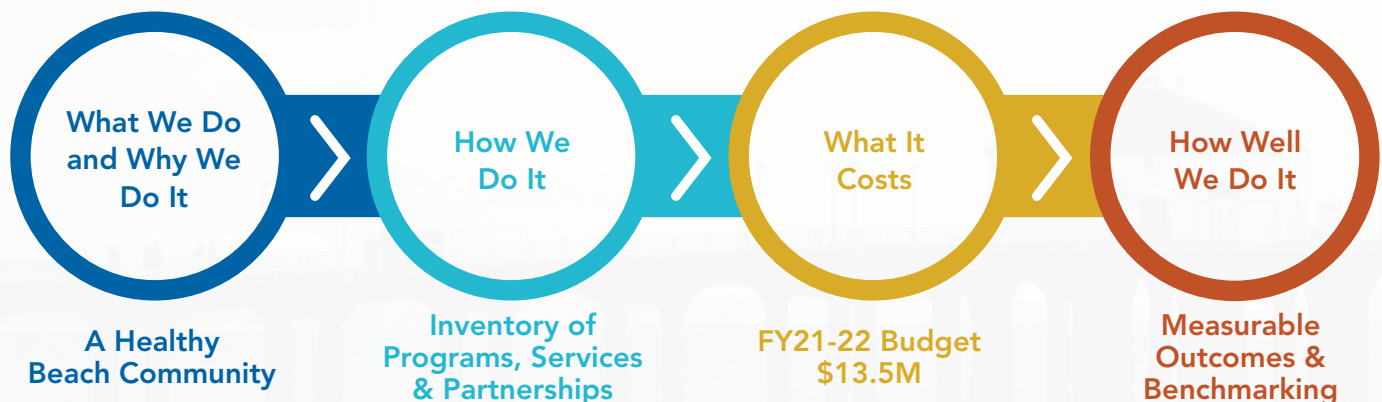 What We Do
and Why We
Do It
How We
Do It
What It
Costs
How Well
We Do It
A Healthy
Beach Community
Inventory of
Programs, Services
& Partnerships
FY21-22 Budget
$13.5M
Measurable
Outcomes &
Benchmarking